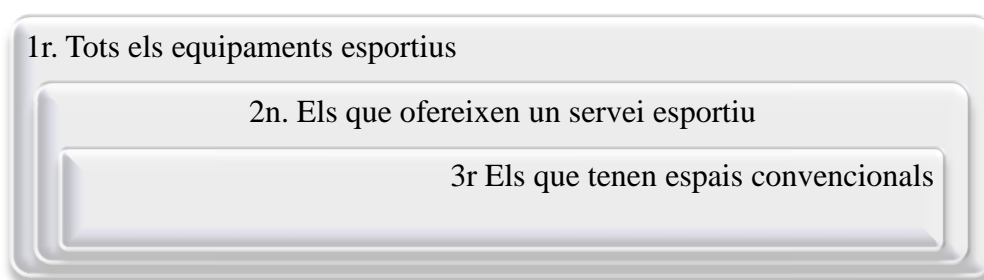 1r. Tots els equipaments esportius
2n. Els que ofereixen un servei esportiu
3r Els que tenen espais convencionals